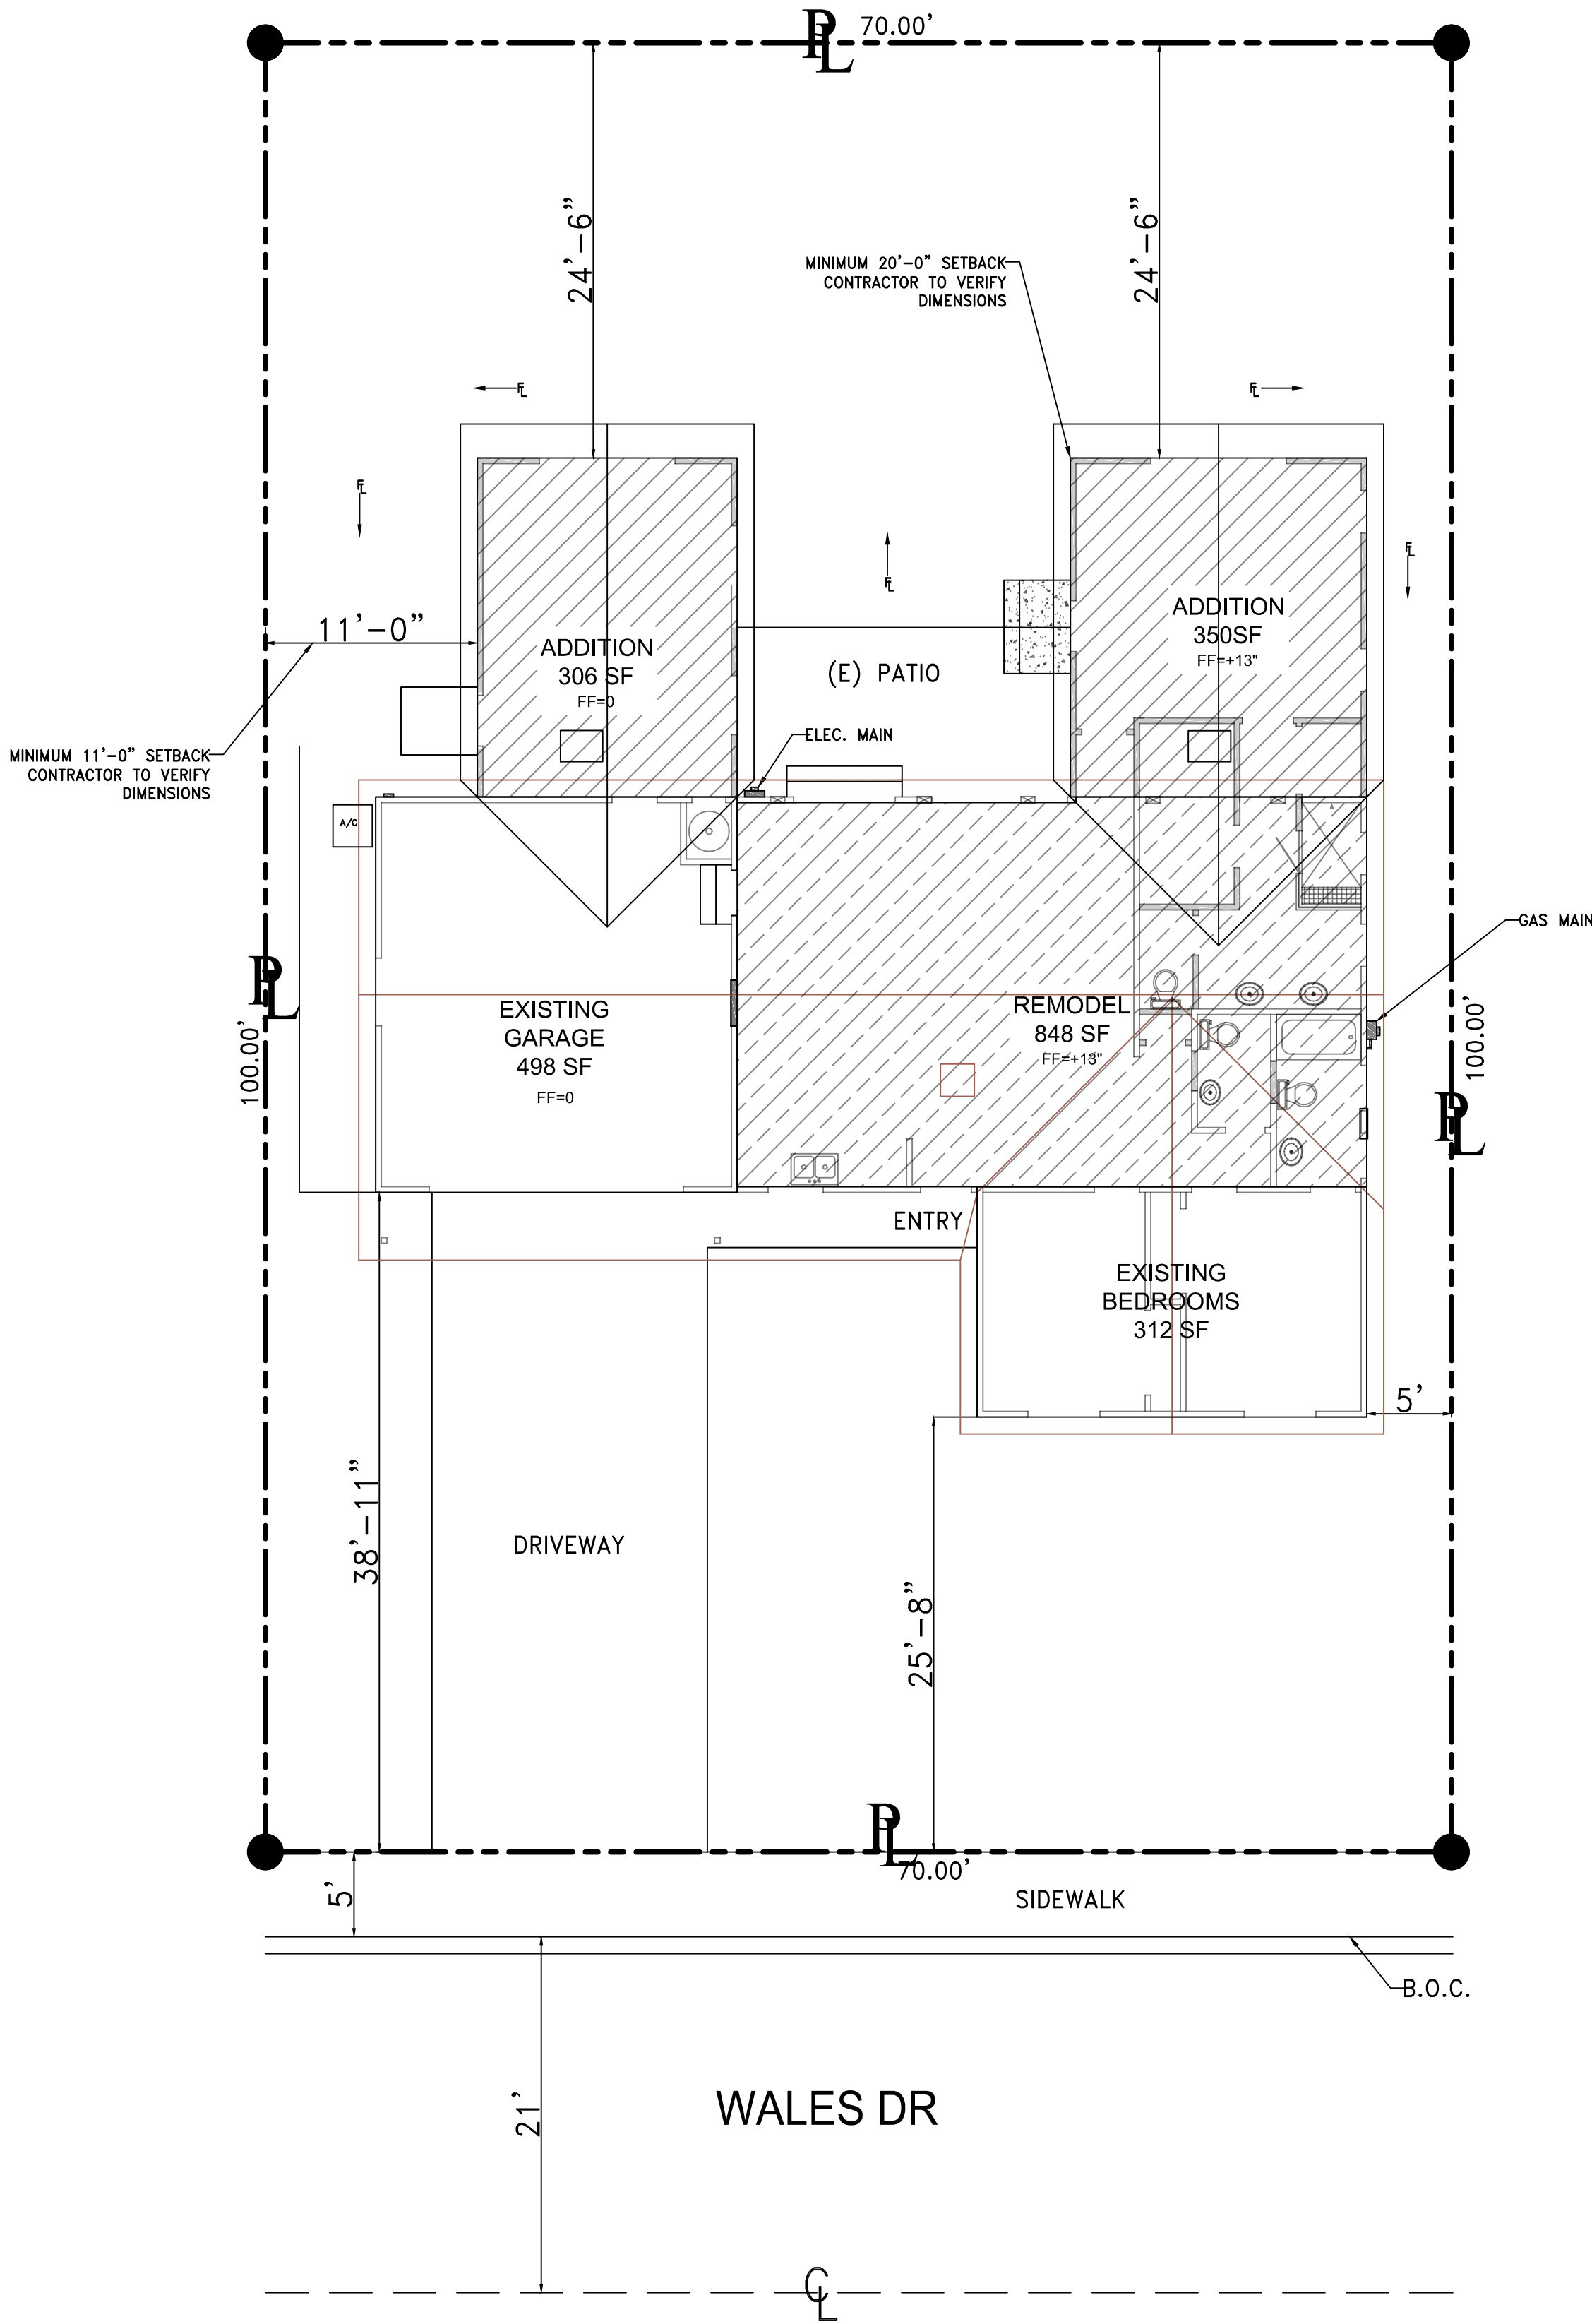 PL
70.00'
24'-6"
24'-6"
MINIMUM 20'-0" SETBACK
CONTRACTOR TO VERIFY
DIMENSIONS
FL
FL
FL
FL
FL
11'-0"
ADDITION
306 SF
FF=0
(E) PATIO
ADDITION
350SF
FF=+13"
MINIMUM 11'-0" SETBACK
CONTRACTOR TO VERIFY
DIMENSIONS
ELEC. MAIN
A/C
GAS MAIN
PL
100.00'
EXISTING
GARAGE
498 SF
FF=0
REMODEL
848 SF
FF=+13"
100.00'
PL
ENTRY
EXISTING
BEDROOMS
312 SF
5'
38'-11"
DRIVEWAY
25'-8"
PL
70.00'
5'
SIDEWALK
B.O.C.
21'
WALES DR
CL